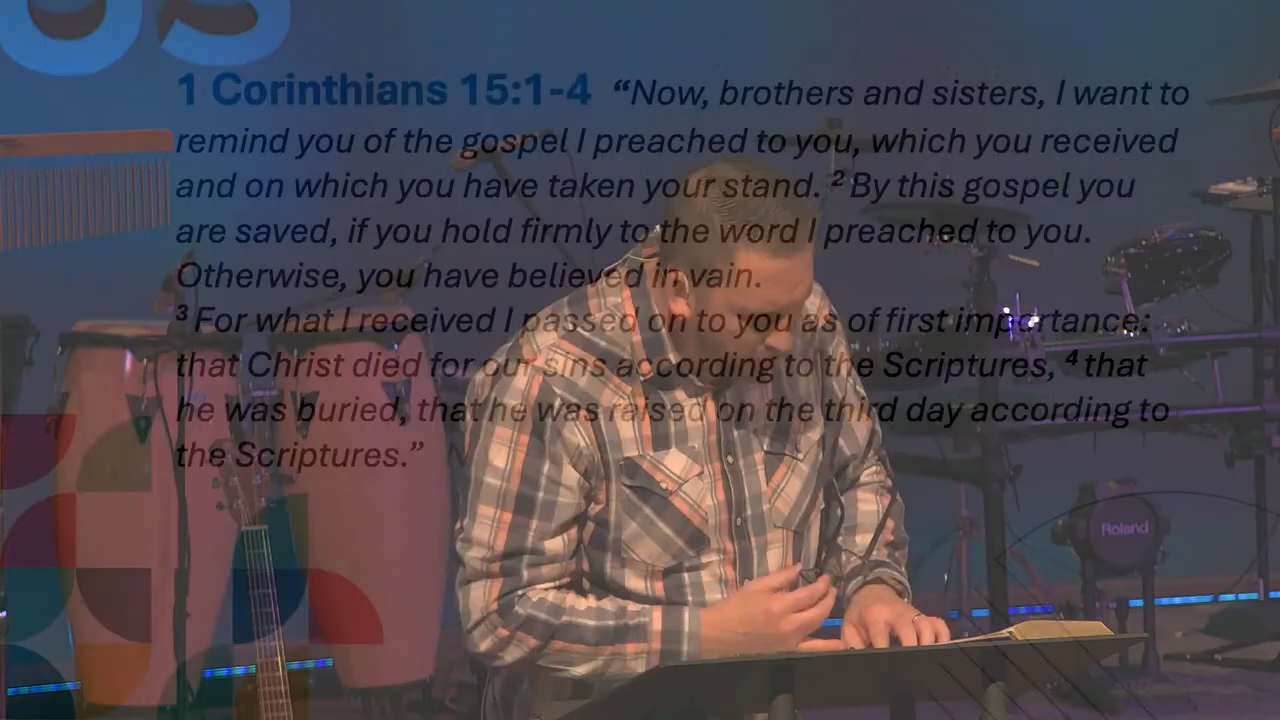 1 Corinthians 15:1-4 “Now, brothers and sisters, I want to
remind you of the gospel I preached to you, which you received
and on which you have taken your stand. ² By this gospel you
are saved, if you hold firmly to the word I preached to you.
Otherwise, you have believed in vain.
³ For what I received I passed on to you as of first importance:
that Christ died for our sins according to the Scriptures, ⁴ that
he was buried, that he was raised on the third day according to
the Scriptures.”
Roland